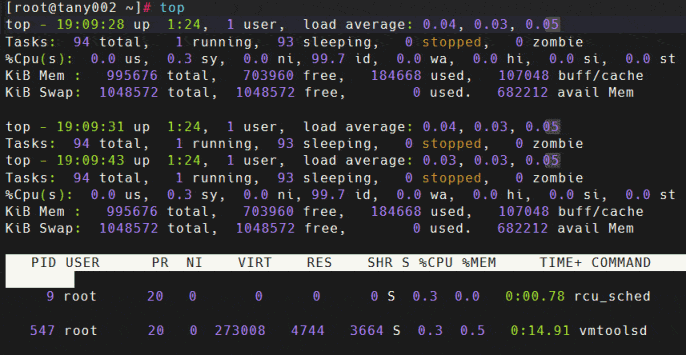 [root@tany002 ~]# top
top - 19:09:28 up  1:24,  1 user,  load average: 0.04, 0.03, 0.05
Tasks:  94 total,   1 running,  93 sleeping,   0 stopped,   0 zombie
%Cpu(s):  0.0 us,  0.3 sy,  0.0 ni, 99.7 id,  0.0 wa,  0.0 hi,  0.0 si,  0.0 st
KiB Mem :   995676 total,   703960 free,   184668 used,   107048 buff/cache
KiB Swap:  1048572 total,  1048572 free,        0 used.   682212 avail Mem
top - 19:09:31 up  1:24,  1 user,  load average: 0.04, 0.03, 0.05
Tasks:  94 total,   1 running,  93 sleeping,   0 stopped,   0 zombie
top - 19:09:43 up  1:24,  1 user,  load average: 0.03, 0.03, 0.05
Tasks:  94 total,   1 running,  93 sleeping,   0 stopped,   0 zombie
%Cpu(s):  0.0 us,  0.3 sy,  0.0 ni, 99.7 id,  0.0 wa,  0.0 hi,  0.0 si,  0.0 st
KiB Mem :   995676 total,   703960 free,   184668 used,   107048 buff/cache
KiB Swap:  1048572 total,  1048572 free,        0 used.   682212 avail Mem
PID USER      PR  NI    VIRT    RES    SHR S %CPU %MEM     TIME+ COMMAND
9 root      20   0       0      0      0 S  0.3  0.0   0:00.78 rcu_sched
547 root      20   0  273008   4744   3664 S  0.3  0.5   0:14.91 vmtoolsd